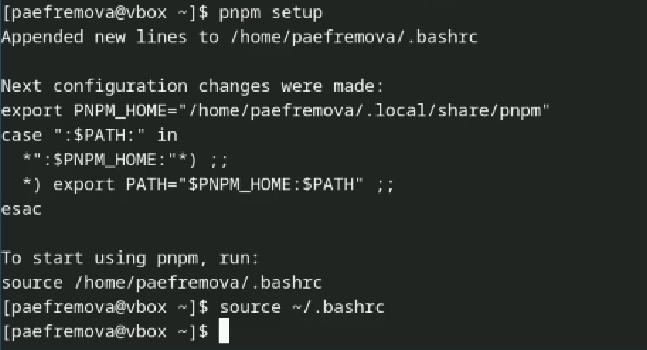 [paefremova@vbox ~]$ pnpm setup
Appended new lines to /home/paefremova/.bashrc

Next configuration changes were made:
export PNPM_HOME="/home/paefremova/.local/share/pnpm"
case ":$PATH:" in
  *":$PNPM_HOME:"*) ;;
  *) export PATH="$PNPM_HOME:$PATH" ;;
esac

To start using pnpm, run:
source /home/paefremova/.bashrc
[paefremova@vbox ~]$ source ~/.bashrc
[paefremova@vbox ~]$